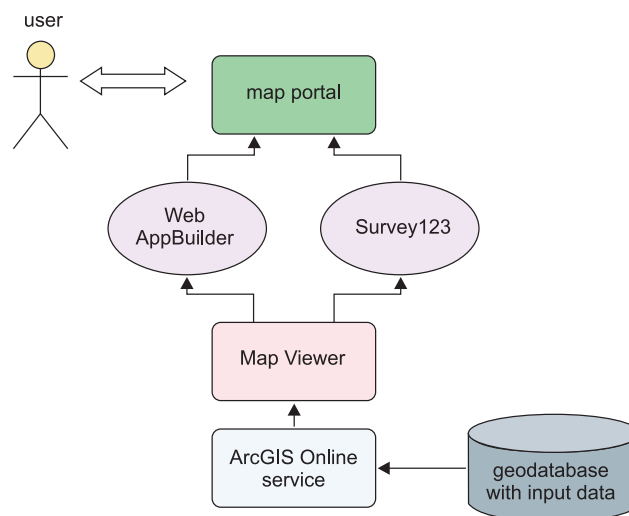 user
map portal
Web
AppBuilder
Survey123
Map Viewer
ArcGIS Online
service
geodatabase
with input data